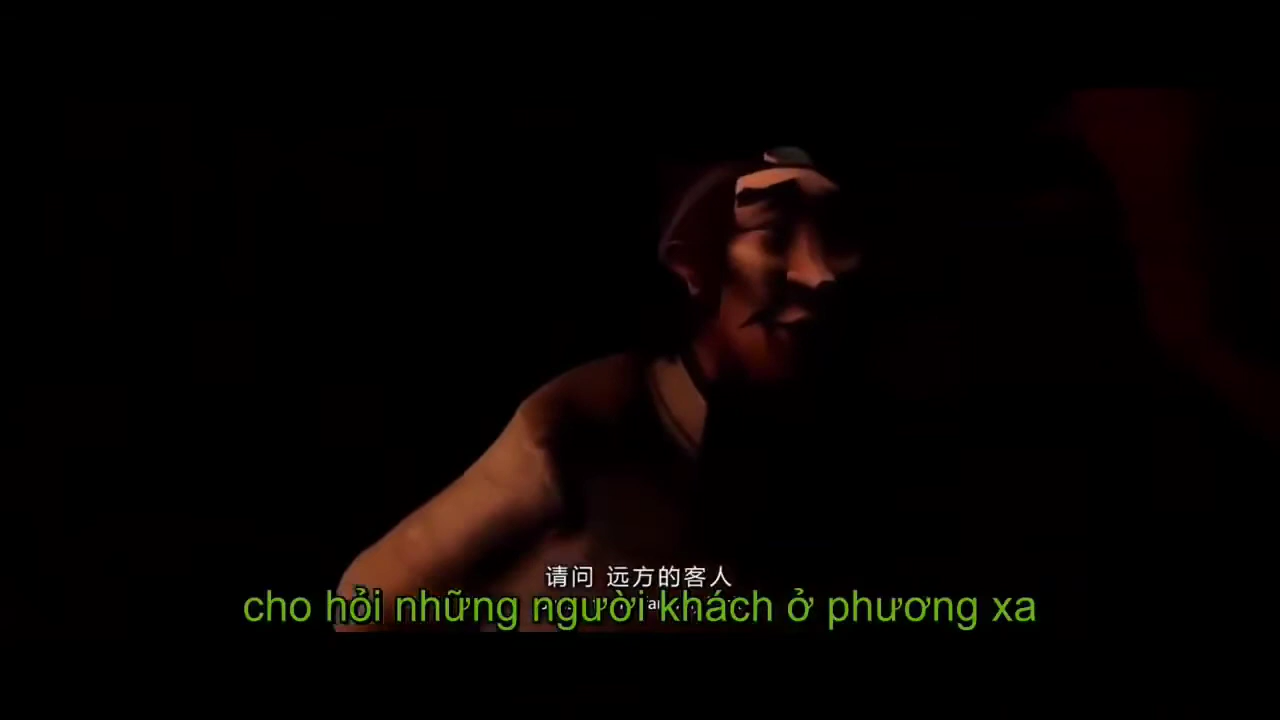 请问 远方的客人
cho hỏi những người khách ở phương xa